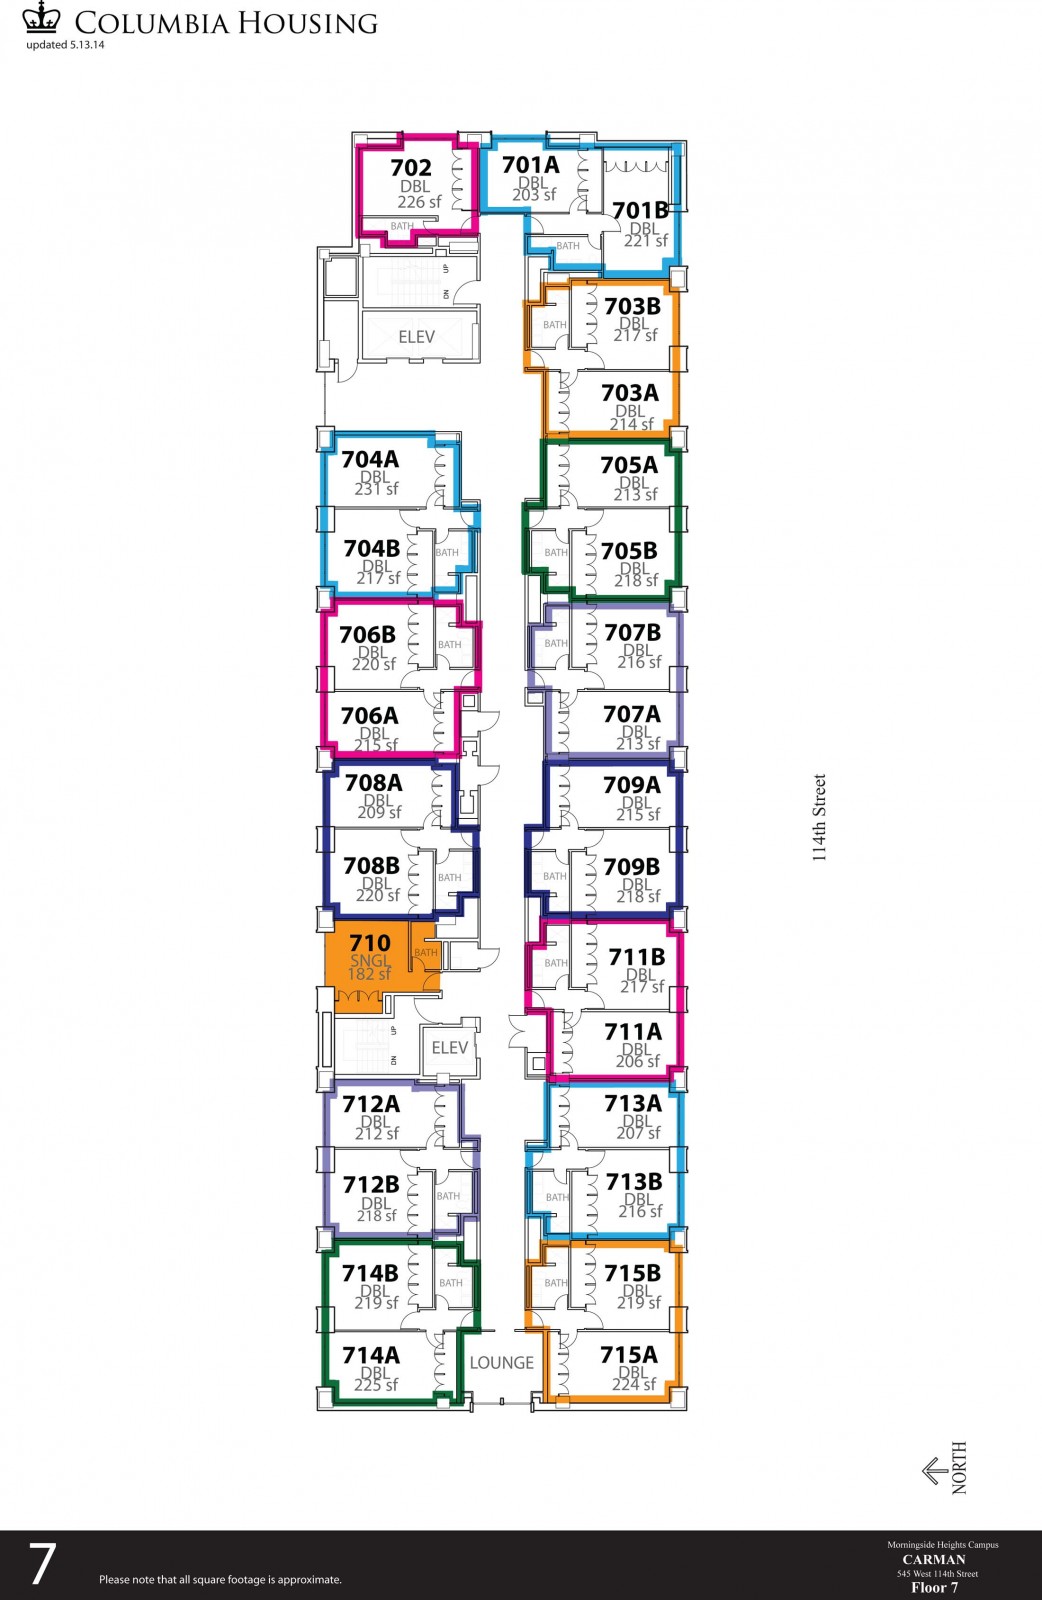 COLUMBIA HOUSING
updated 5.13.14
702
DBL
226 sf
BATH
701A
DBL
203 sf
701B
DBL
221 sf
BATH
UP
DN
ELEV
703B
DBL
217 sf
BATH
703A
DBL
214 sf
704A
DBL
231 sf
704B
DBL
217 sf
BATH
705A
DBL
213 sf
705B
DBL
218 sf
BATH
706B
DBL
220 sf
BATH
706A
DBL
215 sf
707B
DBL
216 sf
BATH
707A
DBL
213 sf
708A
DBL
209 sf
708B
DBL
220 sf
BATH
709A
DBL
215 sf
709B
DBL
218 sf
BATH
114th Street
710
SNGL
182 sf
BATH
711B
DBL
217 sf
BATH
711A
DBL
206 sf
UP
DN
ELEV
712A
DBL
212 sf
712B
DBL
218 sf
BATH
713A
DBL
207 sf
713B
DBL
216 sf
BATH
714B
DBL
219 sf
BATH
714A
DBL
225 sf
LOUNGE
715B
DBL
219 sf
BATH
715A
DBL
224 sf
NORTH
7
Please note that all square footage is approximate.
Morningside Heights Campus
CARMAN
545 West 114th Street
Floor 7